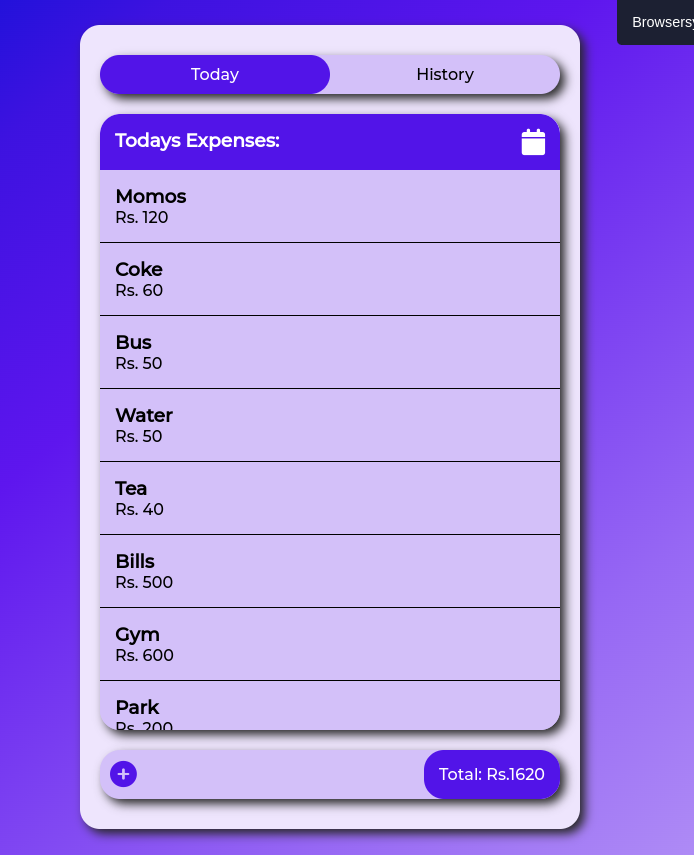 Browsersy
Today
History
Todays Expenses:
Momos
Rs. 120
Coke
Rs. 60
Bus
Rs. 50
Water
Rs. 50
Tea
Rs. 40
Bills
Rs. 500
Gym
Rs. 600
Park
Rs. 200
Total: Rs.1620